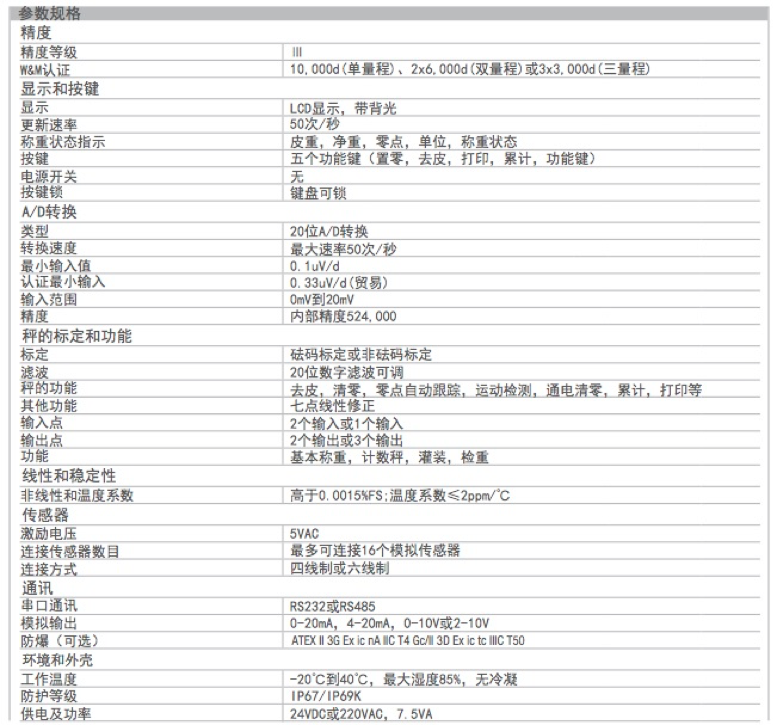 参数规格
精度
精度等级 III
W&M认证 10,000d(单量程)、2x6,000d(双量程)或3x3,000d(三量程)
显示和按键
显示 LCD显示，带背光
更新速率 50次/秒
称重状态指示 皮重，净重，零点，单位，称重状态
按键 五个功能键（置零，去皮，打印，累计，功能键）
电源开关 无
按键锁 键盘可锁
A/D转换
类型 20位A/D转换
转换速度 最大速率50次/秒
最小输入值 0.1uV/d
认证最小输入 0.33uV/d(贸易)
输入范围 0mV到20mV
精度 内部精度524,000
秤的标定和功能
标定 砝码标定或非砝码标定
滤波 20位数字滤波可调
秤的功能 去皮，清零，零点自动跟踪，运动检测，通电清零，累计，打印等
其他功能 七点线性修正
输入点 2个输入或1个输入
输出点 2个输出或3个输出
功能 基本称重，计数秤，灌装，检重
线性和稳定性
非线性和温度系数 高于0.0015%FS;温度系数≤2ppm/℃
传感器
激励电压 5VAC
连接传感器数目 最多可连接16个模拟传感器
连接方式 四线制或六线制
通讯
串口通讯 RS232或RS485
模拟输出 0-20mA, 4-20mA, 0-10V或2-10V
防爆（可选） ATEX II 3G Ex ic nA IIC T4 Gc/II 3D Ex ic tc IIIC T50
环境和外壳
工作温度 -20℃到40℃，最大湿度85%，无冷凝
防护等级 IP67/IP69K
供电及功率 24VDC或220VAC, 7.5VA